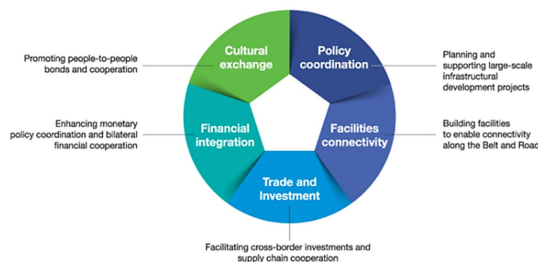 Cultural
exchange
Policy
coordination
Promoting people-to-people
bonds and cooperation
Planning and
supporting large-scale
infrastructural
development projects
Enhancing monetary
policy coordination and bilateral
financial cooperation
Financial
integration
Facilities
connectivity
Building facilities
to enable connectivity
along the Belt and Road
Trade and
Investment
Facilitating cross-border investments and
supply chain cooperation